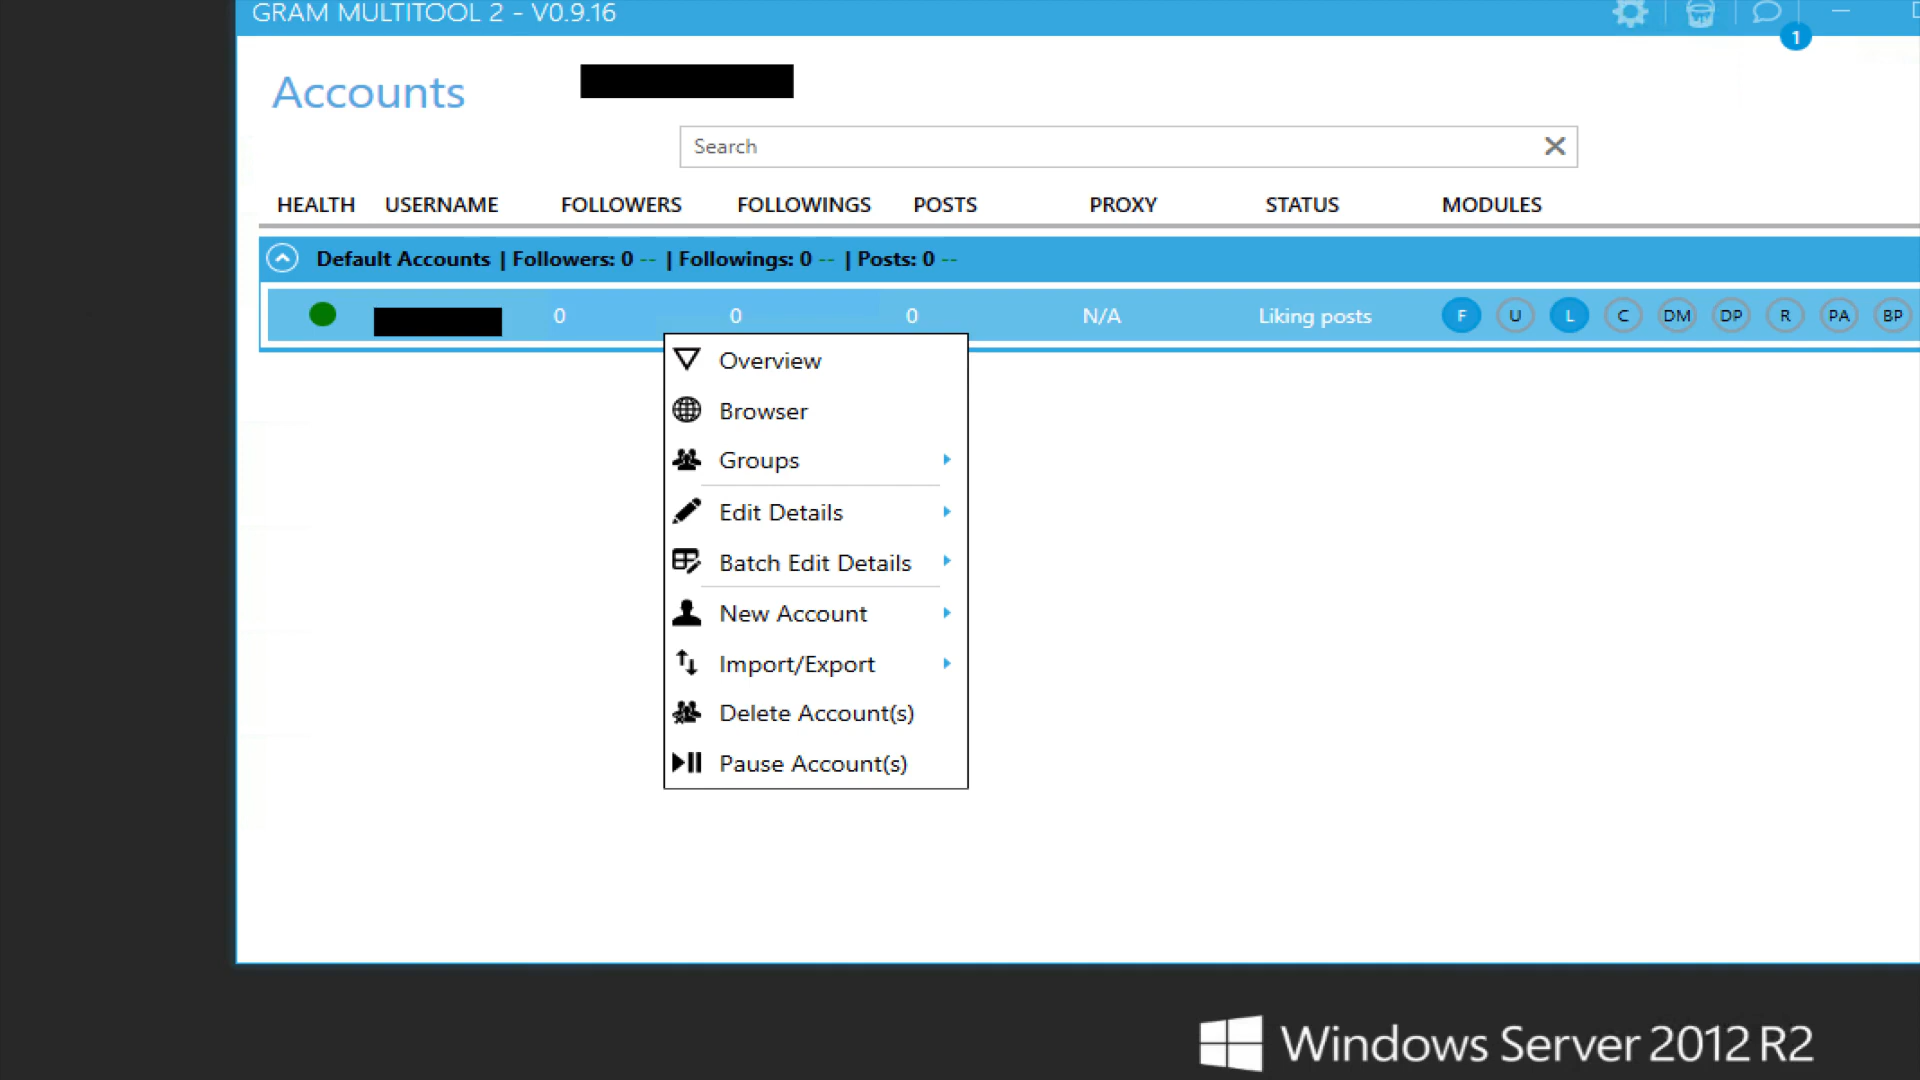 GRAM MULTITOOL 2 - V0.9.16
1
Accounts
Search
HEALTH USERNAME FOLLOWERS FOLLOWINGS POSTS PROXY STATUS MODULES
Default Accounts | Followers: 0 -- | Followings: 0 -- | Posts: 0 --
0 0 0 N/A Liking posts F U L C DM DP R PA BP
Overview
Browser
Groups
Edit Details
Batch Edit Details
New Account
Import/Export
Delete Account(s)
Pause Account(s)
Windows Server 2012 R2